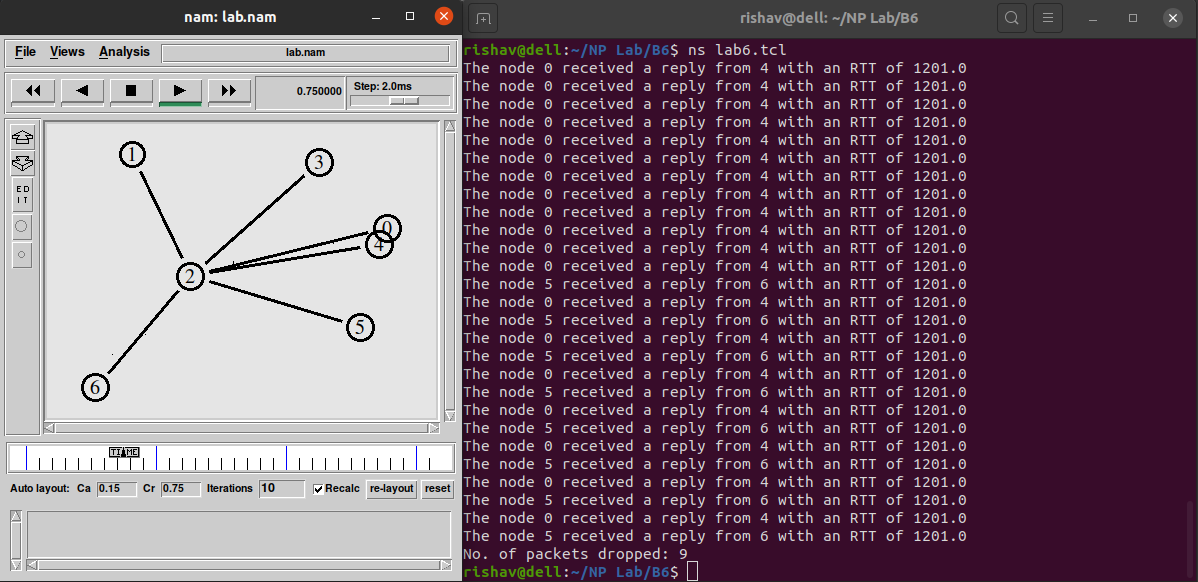 nam: lab.nam
File Views Analysis lab.nam
0.750000 Step: 2.0ms
ED
IT
1
3
0
4
2
5
6
TIME
Auto layout: Ca 0.15 Cr 0.75 Iterations 10 Recalc re-layout reset
rishav@dell: ~/NP Lab/B6
rishav@dell:~/NP Lab/B6$ ns lab6.tcl
The node 0 received a reply from 4 with an RTT of 1201.0
The node 0 received a reply from 4 with an RTT of 1201.0
The node 0 received a reply from 4 with an RTT of 1201.0
The node 0 received a reply from 4 with an RTT of 1201.0
The node 0 received a reply from 4 with an RTT of 1201.0
The node 0 received a reply from 4 with an RTT of 1201.0
The node 0 received a reply from 4 with an RTT of 1201.0
The node 0 received a reply from 4 with an RTT of 1201.0
The node 0 received a reply from 4 with an RTT of 1201.0
The node 0 received a reply from 4 with an RTT of 1201.0
The node 0 received a reply from 4 with an RTT of 1201.0
The node 0 received a reply from 4 with an RTT of 1201.0
The node 5 received a reply from 6 with an RTT of 1201.0
The node 0 received a reply from 4 with an RTT of 1201.0
The node 5 received a reply from 6 with an RTT of 1201.0
The node 0 received a reply from 4 with an RTT of 1201.0
The node 5 received a reply from 6 with an RTT of 1201.0
The node 0 received a reply from 4 with an RTT of 1201.0
The node 5 received a reply from 6 with an RTT of 1201.0
The node 0 received a reply from 4 with an RTT of 1201.0
The node 5 received a reply from 6 with an RTT of 1201.0
The node 0 received a reply from 4 with an RTT of 1201.0
The node 5 received a reply from 6 with an RTT of 1201.0
The node 0 received a reply from 4 with an RTT of 1201.0
The node 5 received a reply from 6 with an RTT of 1201.0
The node 0 received a reply from 4 with an RTT of 1201.0
The node 5 received a reply from 6 with an RTT of 1201.0
No. of packets dropped: 9
rishav@dell:~/NP Lab/B6$